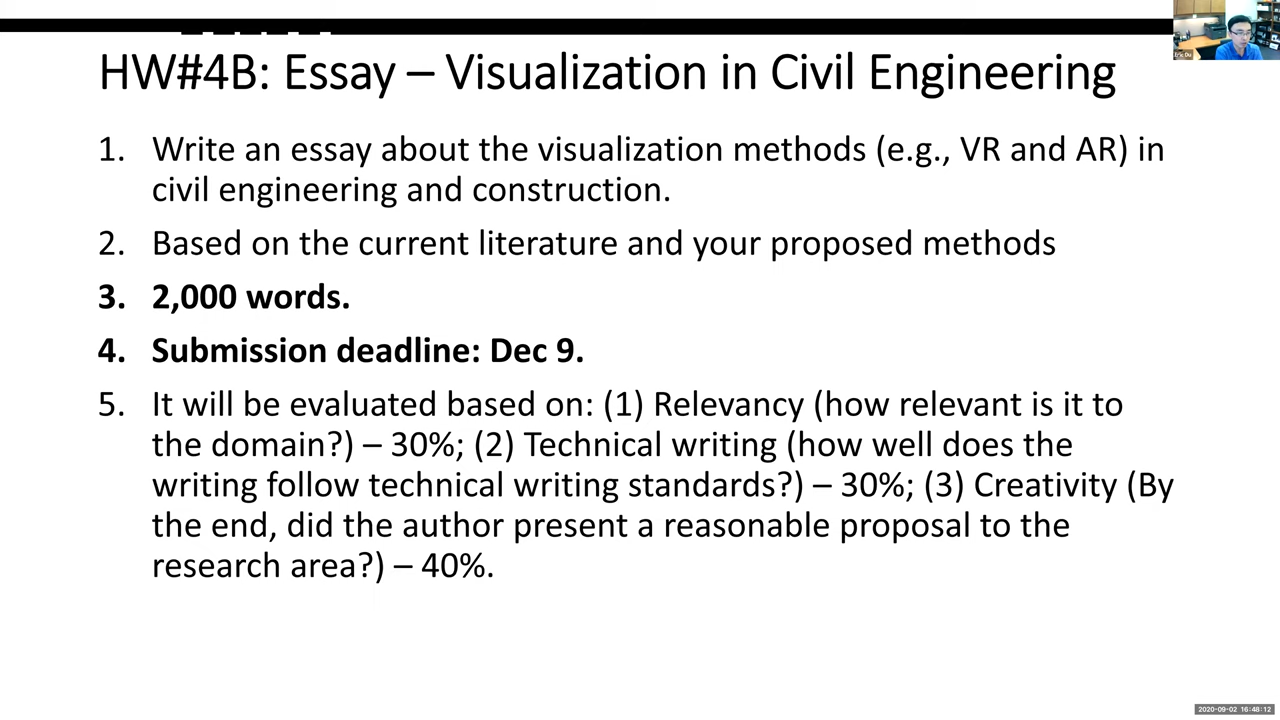 HW#4B: Essay – Visualization in Civil Engineering
1. Write an essay about the visualization methods (e.g., VR and AR) in
civil engineering and construction.
2. Based on the current literature and your proposed methods
3. 2,000 words.
4. Submission deadline: Dec 9.
5. It will be evaluated based on: (1) Relevancy (how relevant is it to
the domain?) – 30%; (2) Technical writing (how well does the
writing follow technical writing standards?) – 30%; (3) Creativity (By
the end, did the author present a reasonable proposal to the
research area?) – 40%.
Eric Du
2020-09-02 16:48:12